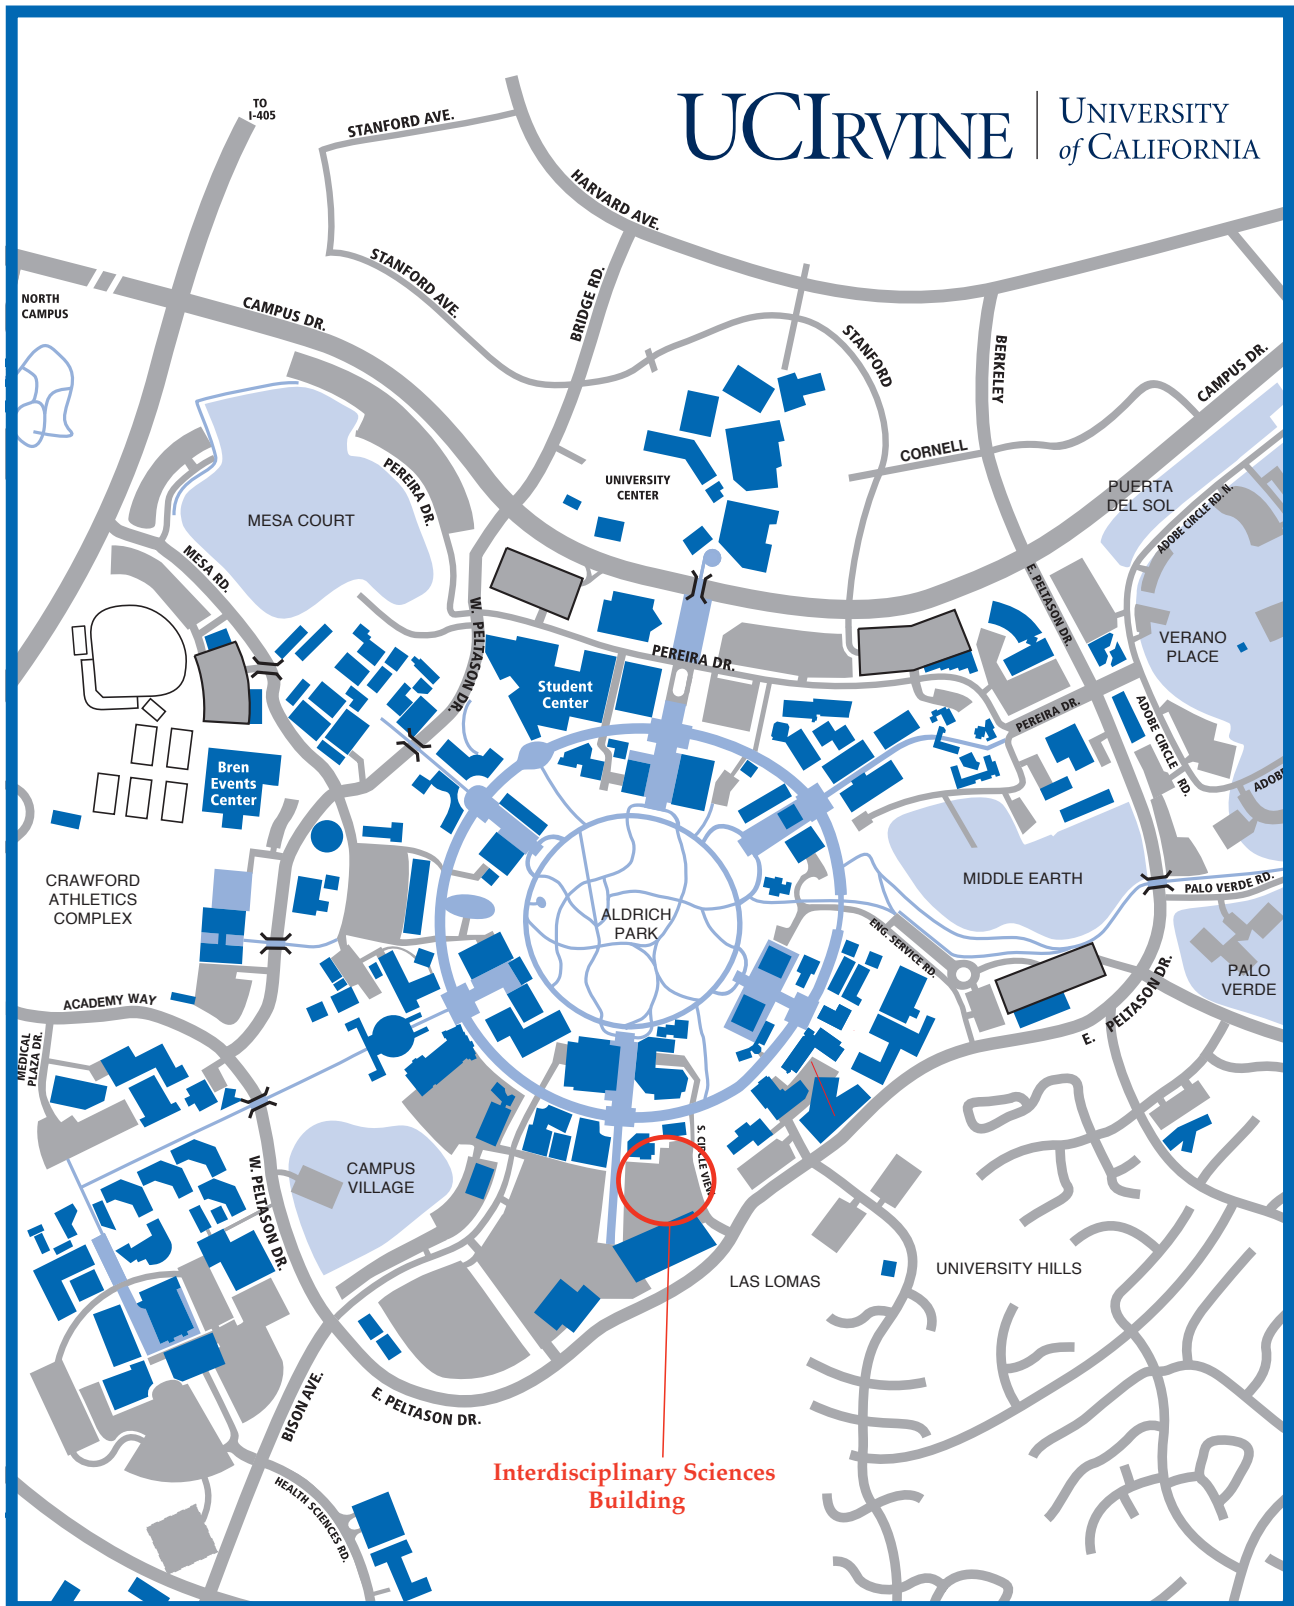 UCIRVINE
UNIVERSITY
of CALIFORNIA
TO
I-405
STANFORD AVE.
HARVARD AVE.
STANFORD AVE.
BRIDGE RD.
NORTH
CAMPUS
CAMPUS DR.
STANFORD
BERKELEY
CAMPUS DR.
CORNELL
PEREIRA DR.
UNIVERSITY
CENTER
PUERTA
DEL SOL
ADOBE CIRCLE RD. N.
MESA COURT
MESA RD.
E. PELTASON DR.
W. PELTASON DR.
PEREIRA DR.
VERANO
PLACE
Student
Center
PEREIRA DR.
ADOBE CIRCLE RD.
ADOBE
Bren
Events
Center
CRAWFORD
ATHLETICS
COMPLEX
MIDDLE EARTH
PALO VERDE RD.
ALDRICH
PARK
ENG. SERVICE RD.
PALO
VERDE
ACADEMY WAY
E. PELTASON DR.
MEDICAL
PLAZA DR.
S. CIRCLE VIEW
CAMPUS
VILLAGE
W. PELTASON DR.
LAS LOMAS
UNIVERSITY HILLS
BISON AVE.
E. PELTASON DR.
Interdisciplinary Sciences
Building
HEALTH SCIENCES RD.